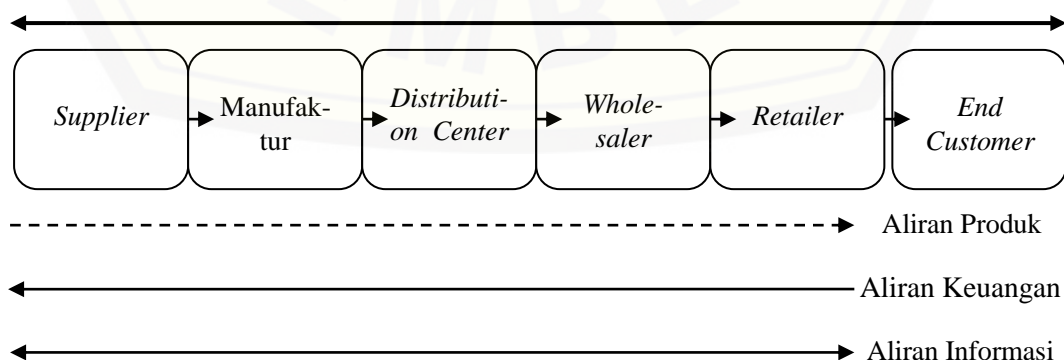 Supplier
Manufak-
tur
Distributi-
on Center
Whole-
saler
Retailer
End
Customer
Aliran Produk
Aliran Keuangan
Aliran Informasi